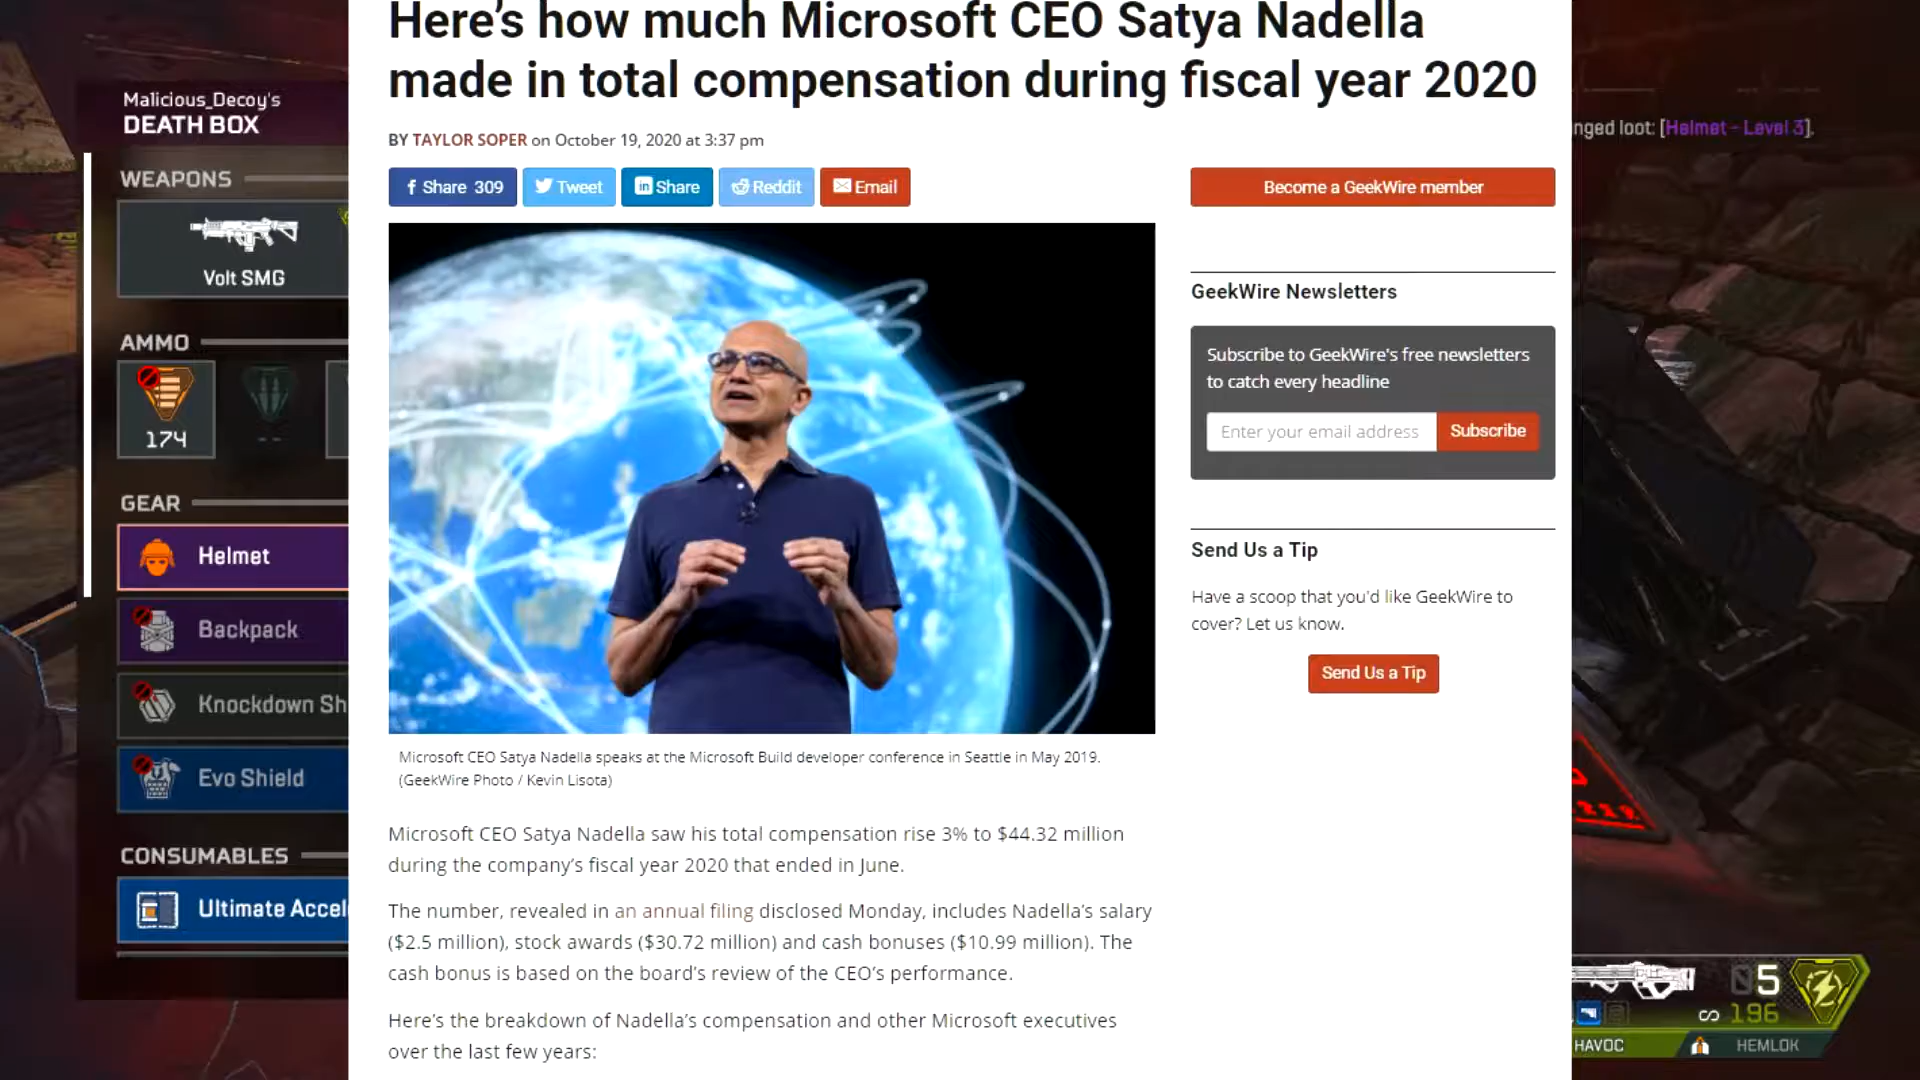 Here's how much Microsoft CEO Satya Nadella
made in total compensation during fiscal year 2020
BY TAYLOR SOPER on October 19, 2020 at 3:37 pm
Share 309
Tweet
in Share
Reddit
Email
Become a GeekWire member
GeekWire Newsletters
Subscribe to GeekWire's free newsletters
to catch every headline
Enter your email address
Subscribe
Send Us a Tip
Have a scoop that you'd like GeekWire to
cover? Let us know.
Send Us a Tip
Microsoft CEO Satya Nadella speaks at the Microsoft Build developer conference in Seattle in May 2019.
(GeekWire Photo / Kevin Lisota)
Microsoft CEO Satya Nadella saw his total compensation rise 3% to $44.32 million
during the company's fiscal year 2020 that ended in June.
The number, revealed in an annual filing disclosed Monday, includes Nadella's salary
($2.5 million), stock awards ($30.72 million) and cash bonuses ($10.99 million). The
cash bonus is based on the board's review of the CEO's performance.
Here's the breakdown of Nadella's compensation and other Microsoft executives
over the last few years:
Malicious_Decoy's
DEATH BOX
WEAPONS
Volt SMG
AMMO
174
--
GEAR
Helmet
Backpack
Knockdown Sh
Evo Shield
CONSUMABLES
Ultimate Accel
nged loot: [Helmet - Level 3].
05
∞ 196
HAVOC
HEMLOK